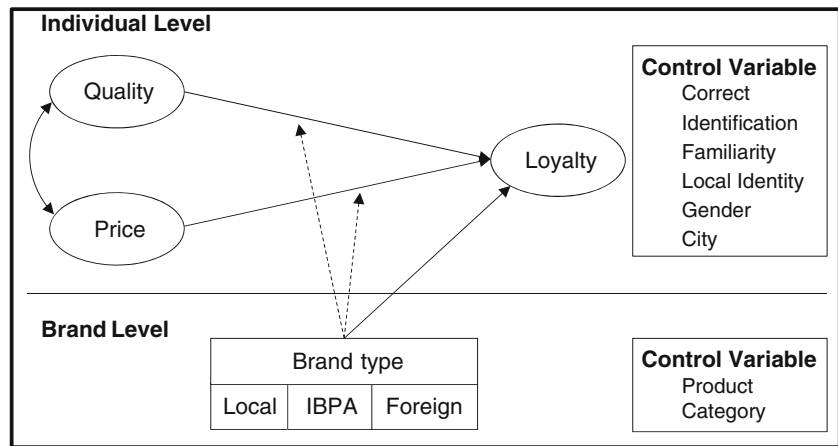 Individual Level
Quality
Price
Loyalty
Control Variable
Correct
Identification
Familiarity
Local Identity
Gender
City
Brand Level
Brand type
Local IBPA Foreign
Control Variable
Product
Category